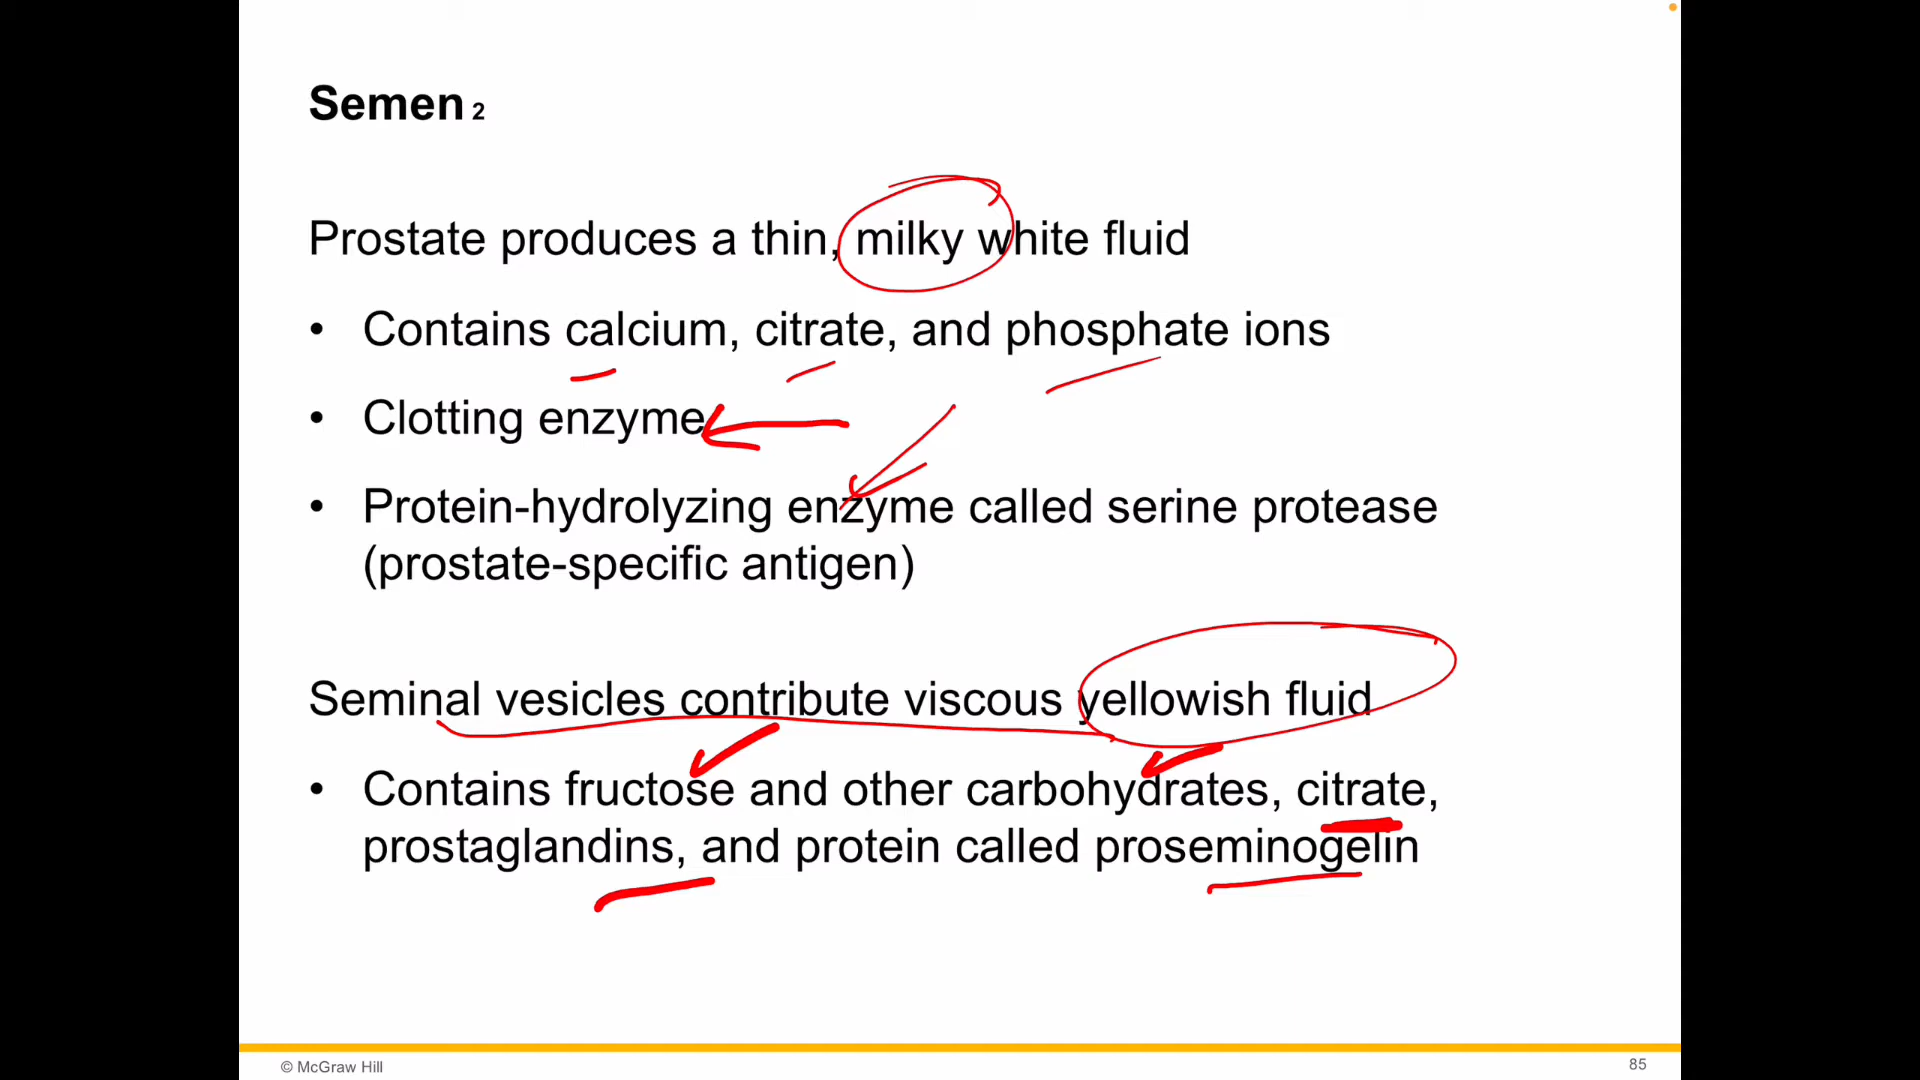 Semen 2
Prostate produces a thin, milky white fluid
• Contains calcium, citrate, and phosphate ions
• Clotting enzyme
• Protein-hydrolyzing enzyme called serine protease
(prostate-specific antigen)
Seminal vesicles contribute viscous yellowish fluid
• Contains fructose and other carbohydrates, citrate,
prostaglandins, and protein called proseminogelin
© McGraw Hill
85